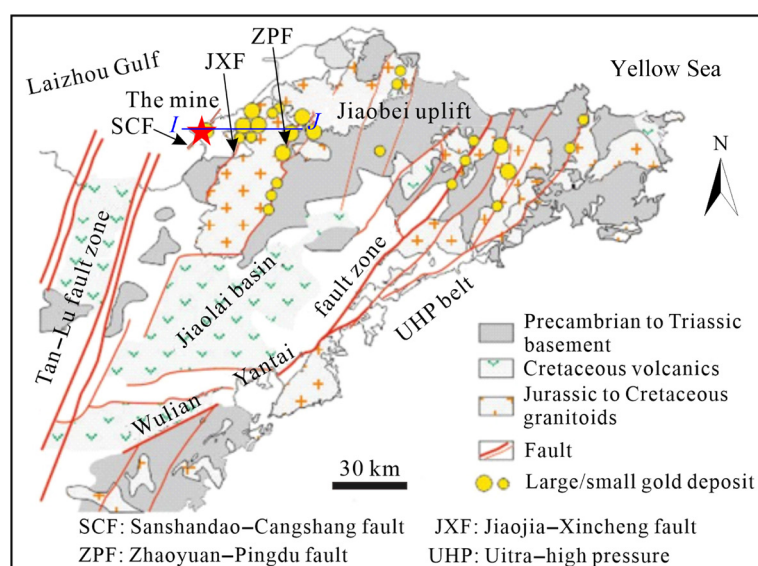 ZPF
Laizhou Gulf
JXF
Yellow Sea
The mine
Jiaobei uplift
SCF
I
J
N
Tan-Lu fault zone
Jiaolai basin
fault zone
UHP belt
Yantai
Wulian
Precambrian to Triassic
basement
Cretaceous volcanics
Jurassic to Cretaceous
granitoids
Fault
Large/small gold deposit
30 km
SCF: Sanshandao−Cangshang fault
JXF: Jiaojia−Xincheng fault
ZPF: Zhaoyuan−Pingdu fault
UHP: Uitra−high pressure